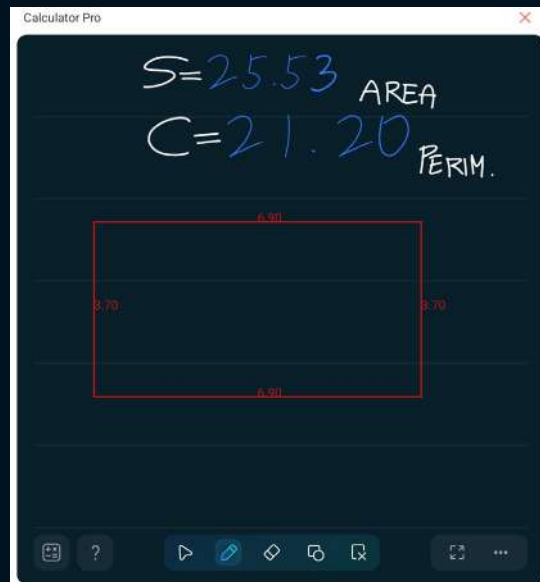 Calculator Pro
S=25.53 AREA
C=21.20 PERIM.
6.90
3.70 3.70
6.90
?